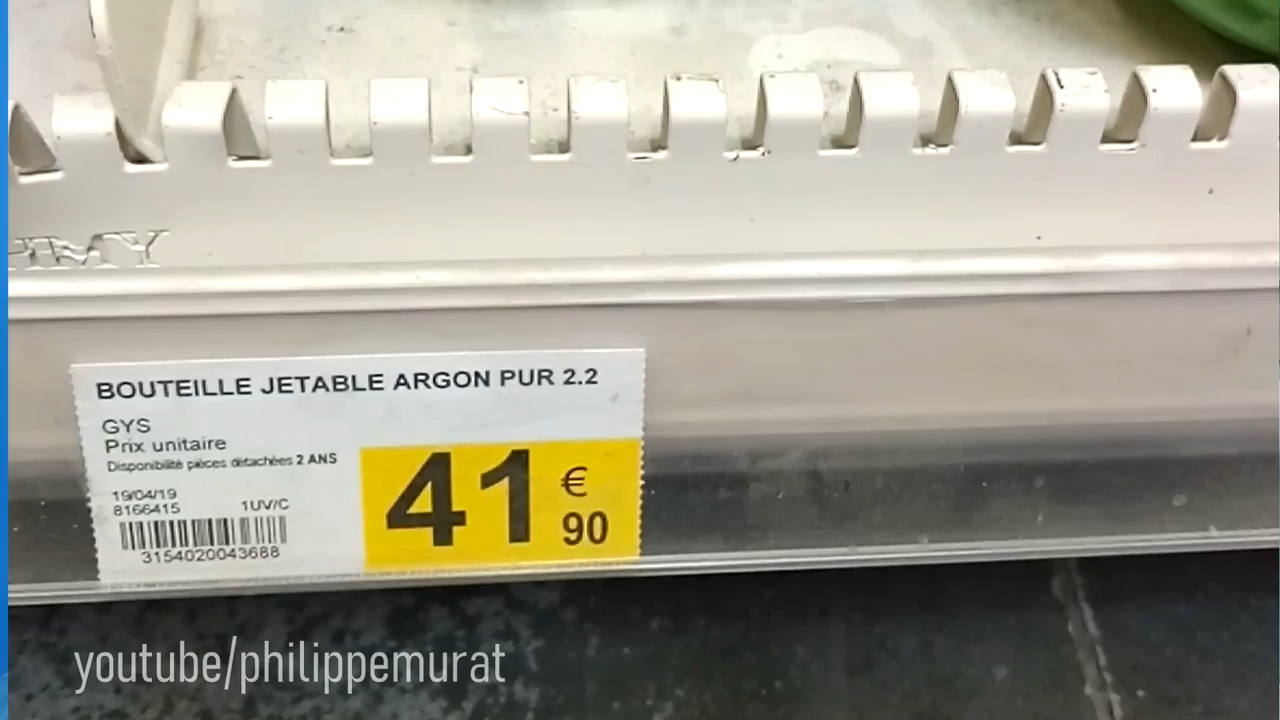 BOUTEILLE JETABLE ARGON PUR 2.2
GYS
Prix unitaire
Disponibilité pièces détachées 2 ANS
19/04/19
8166415 1UV/C
3154020043688
41 €
90
youtube/philippemurat